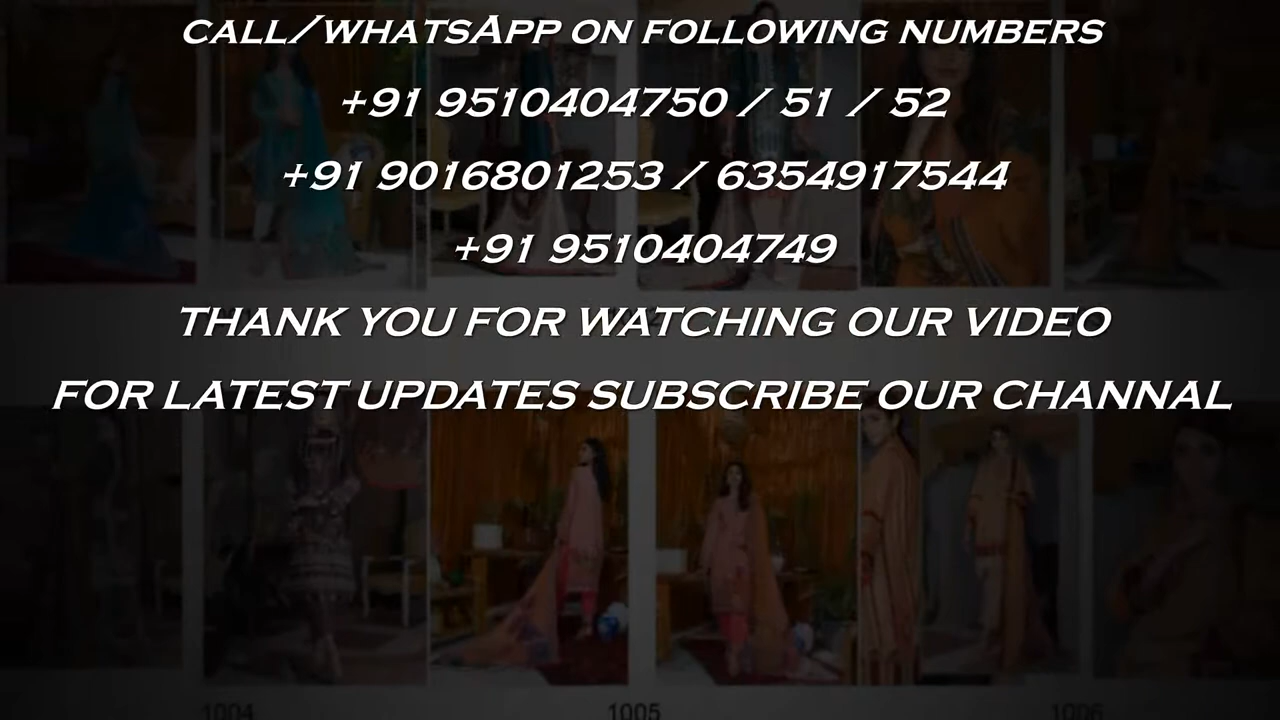 CALL/WHATSAPP ON FOLLOWING NUMBERS
+91 9510404750 / 51 / 52
+91 9016801253 / 6354917544
+91 9510404749
THANK YOU FOR WATCHING OUR VIDEO
FOR LATEST UPDATES SUBSCRIBE OUR CHANNAL
1004 1005 1006